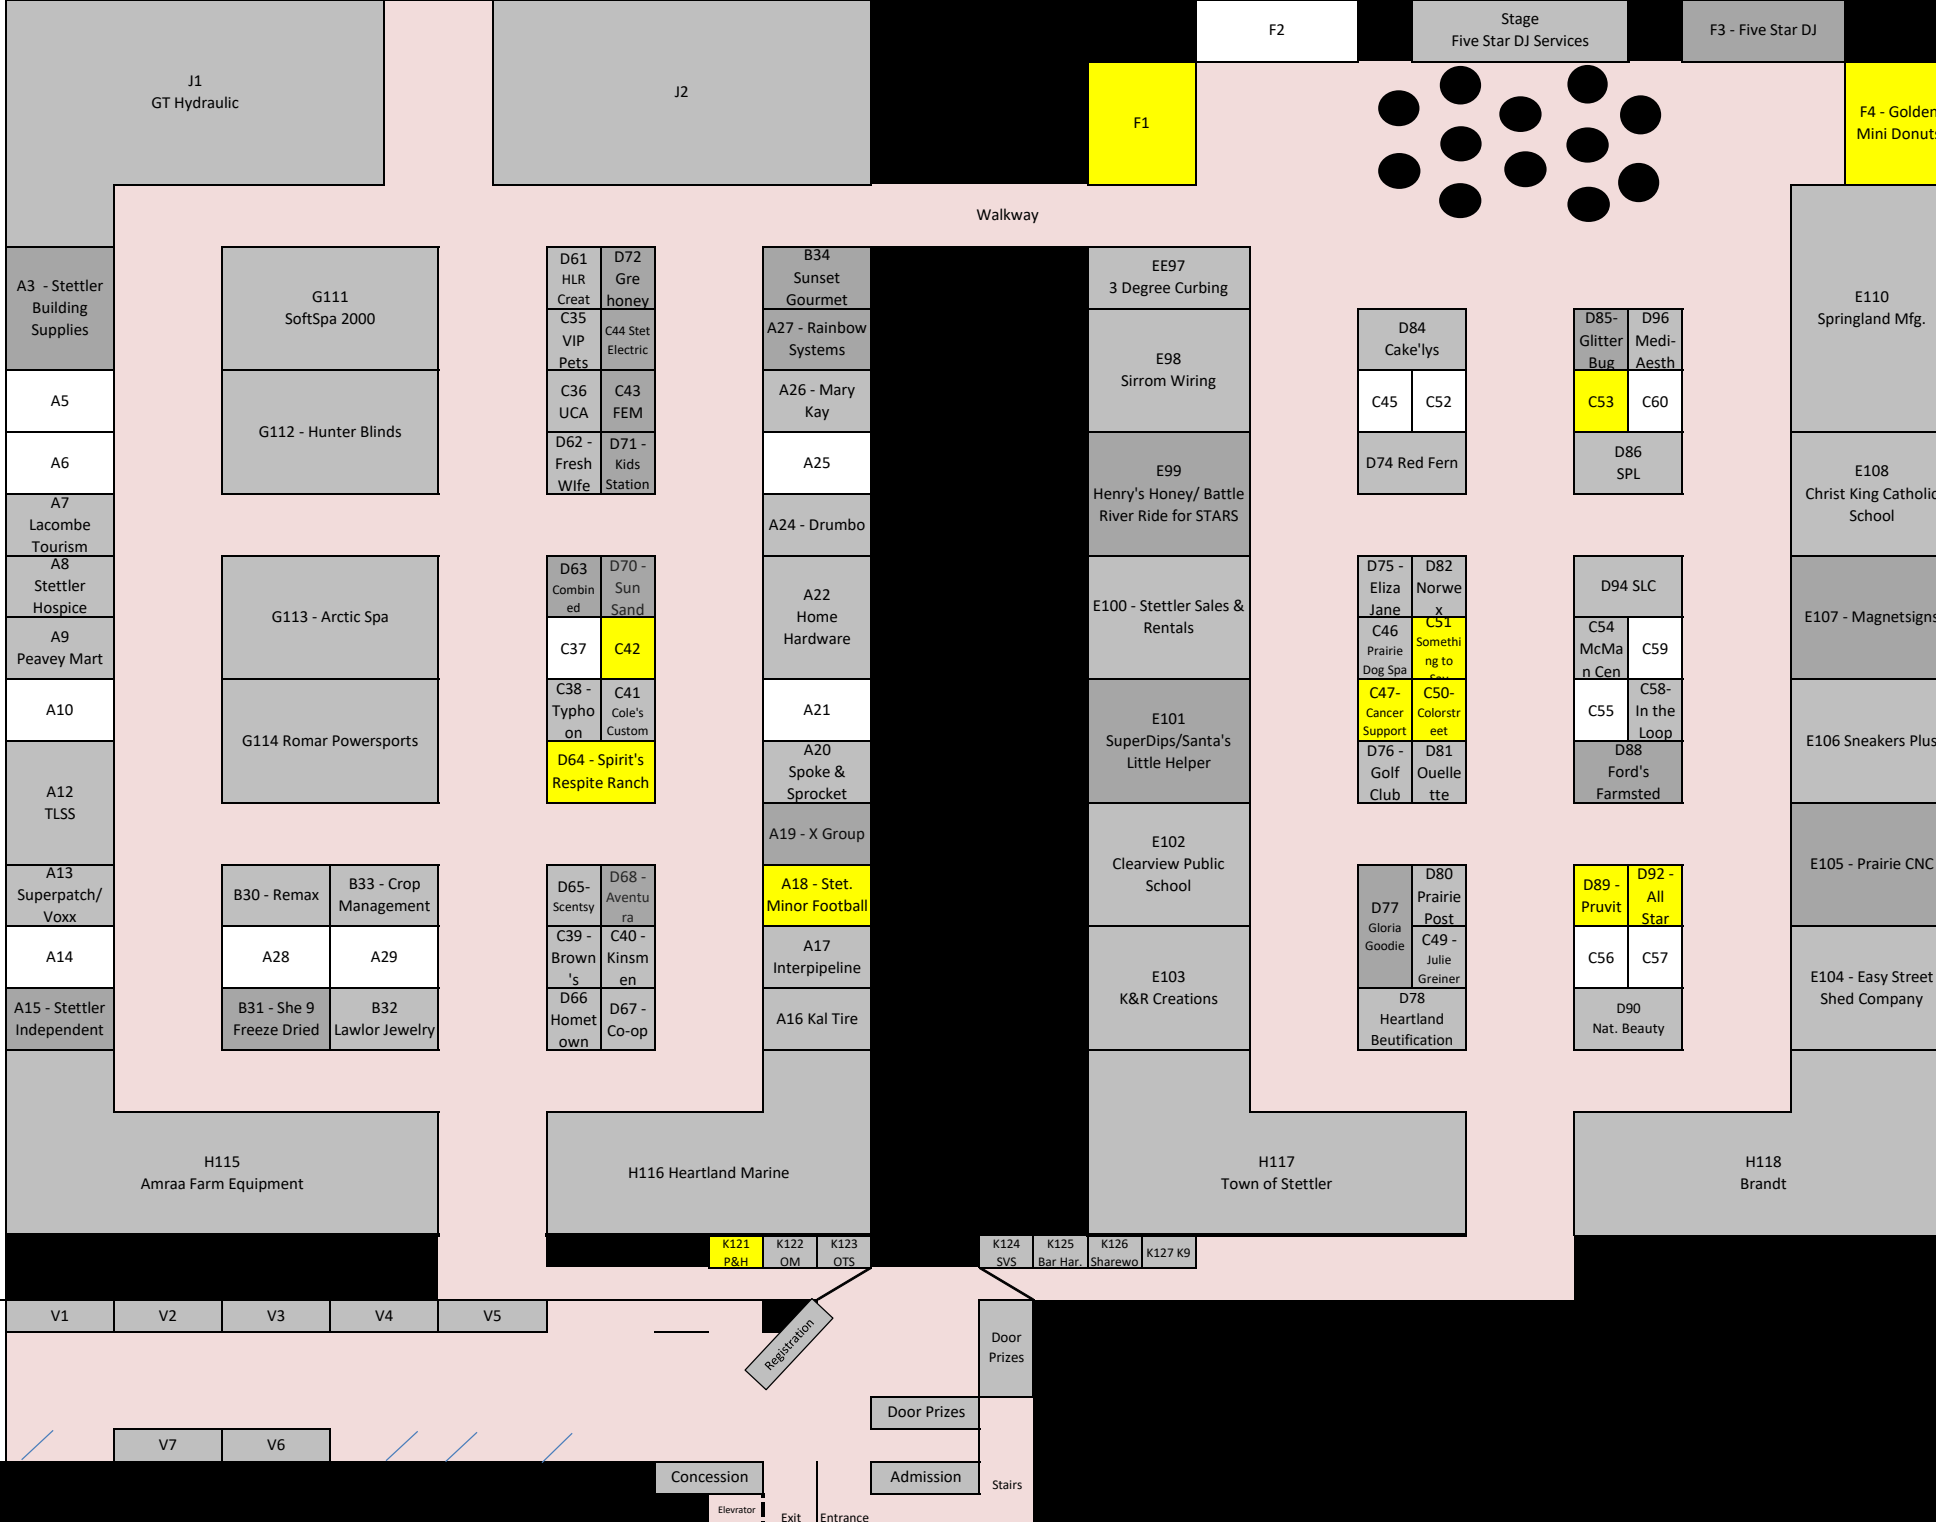 J1
GT Hydraulic
J2
F2
Stage
Five Star DJ Services
F3 - Five Star DJ
F1
F4 - Golden
Mini Donuts
Walkway
A3 - Stettler
Building
Supplies
A5
A6
A7
Lacombe
Tourism
A8
Stettler
Hospice
A9
Peavey Mart
A10
A12
TLSS
A13
Superpatch/
Voxx
A14
A15 - Stettler
Independent
G111
SoftSpa 2000
G112 - Hunter Blinds
G113 - Arctic Spa
G114 Romar Powersports
B30 - Remax
B33 - Crop
Management
A28
A29
B31 - She 9
Freeze Dried
B32
Lawlor Jewelry
D61
HLR
Creat
D72
Gre
honey
C35
VIP
Pets
C44 Stet
Electric
C36
UCA
C43
FEM
D62 -
Fresh
WIfe
D71 -
Kids
Station
D63
Combin
ed
D70 -
Sun
Sand
C37
C42
C38 -
Typho
on
C41
Cole's
Custom
D64 - Spirit's
Respite Ranch
D65-
Scentsy
D68 -
Aventu
ra
C39 -
Brown
's
C40 -
Kinsm
en
D66
Homet
own
D67 -
Co-op
B34
Sunset
Gourmet
A27 - Rainbow
Systems
A26 - Mary
Kay
A25
A24 - Drumbo
A22
Home
Hardware
A21
A20
Spoke &
Sprocket
A19 - X Group
A18 - Stet.
Minor Football
A17
Interpipeline
A16 Kal Tire
EE97
3 Degree Curbing
E98
Sirrom Wiring
E99
Henry's Honey/ Battle
River Ride for STARS
E100 - Stettler Sales &
Rentals
E101
SuperDips/Santa's
Little Helper
E102
Clearview Public
School
E103
K&R Creations
D84
Cake'lys
C45
C52
D74 Red Fern
D75 -
Eliza
Jane
D82
Norwe
x
C46
Prairie
Dog Spa
C51
Somethi
ng to
C47-
Cancer
Support
C50-
Colorstr
eet
D76 -
Golf
Club
D81
Ouelle
tte
D77
Gloria
Goodie
D80
Prairie
Post
C49 -
Julie
Greiner
D78
Heartland
Beutification
D85-
Glitter
Bug
D96
Medi-
Aesth
C53
C60
D86
SPL
D94 SLC
C54
McMa
n Cen
C59
C55
C58-
In the
Loop
D88
Ford's
Farmsted
D89 -
Pruvit
D92 -
All
Star
C56
C57
D90
Nat. Beauty
E110
Springland Mfg.
E108
Christ King Catholic
School
E107 - Magnetsigns
E106 Sneakers Plus
E105 - Prairie CNC
E104 - Easy Street
Shed Company
H115
Amraa Farm Equipment
H116 Heartland Marine
H117
Town of Stettler
H118
Brandt
K121
P&H
K122
OM
K123
OTS
K124
SVS
K125
Bar Har.
K126
Sharewo
K127 K9
V1
V2
V3
V4
V5
Registration
Door
Prizes
Door Prizes
V7
V6
Concession
Admission
Stairs
Elevrator
Exit
Entrance